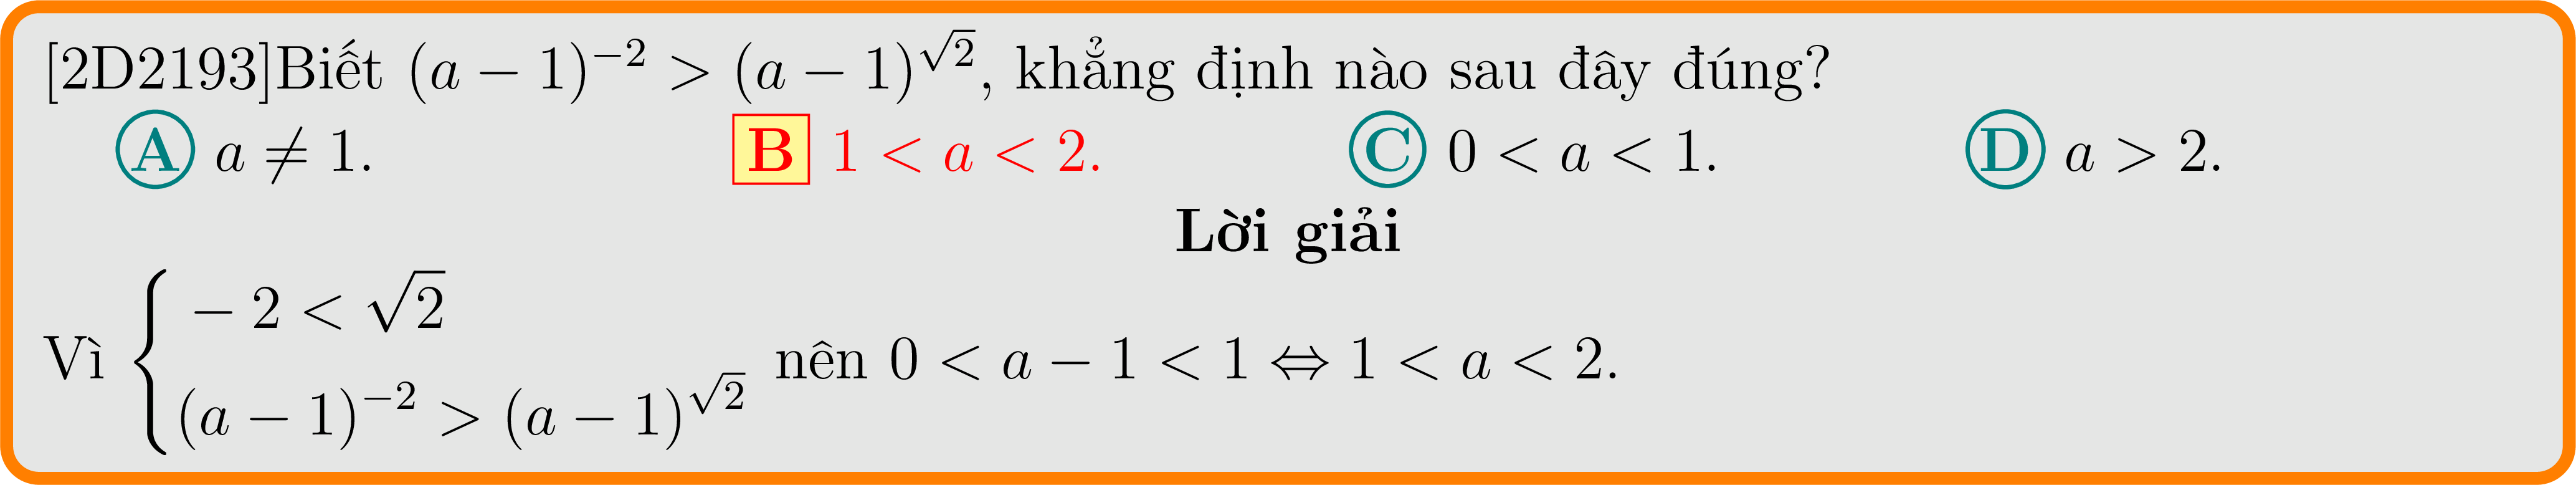 [2D2193]Biết $(a-1)^{-2} > (a-1)^{\sqrt{2}}$, khẳng định nào sau đây đúng?
A $a \neq 1$. B $1 < a < 2$. C $0 < a < 1$. D $a > 2$.
Lời giải
Vì $\begin{cases} -2 < \sqrt{2} \\ (a-1)^{-2} > (a-1)^{\sqrt{2}} \end{cases}$ nên $0 < a - 1 < 1 \Leftrightarrow 1 < a < 2$.